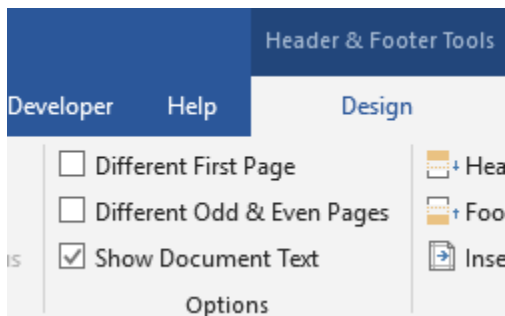 Header & Footer Tools
Developer Help Design
Different First Page
Different Odd & Even Pages
Show Document Text
Options